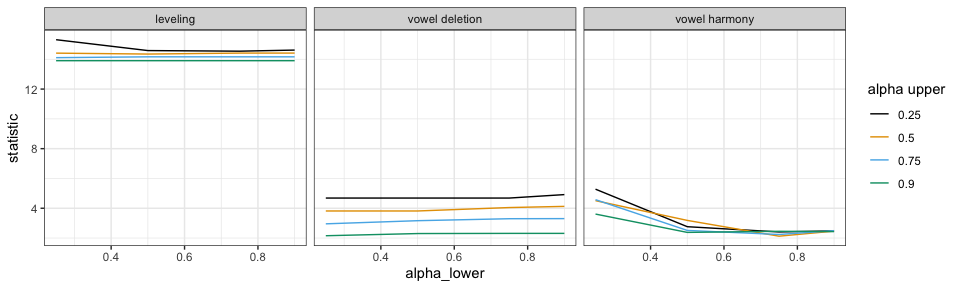 leveling
vowel deletion
vowel harmony
statistic
12
8
4
0.4 0.6 0.8
0.4 0.6 0.8
0.4 0.6 0.8
alpha_lower
alpha upper
0.25
0.5
0.75
0.9